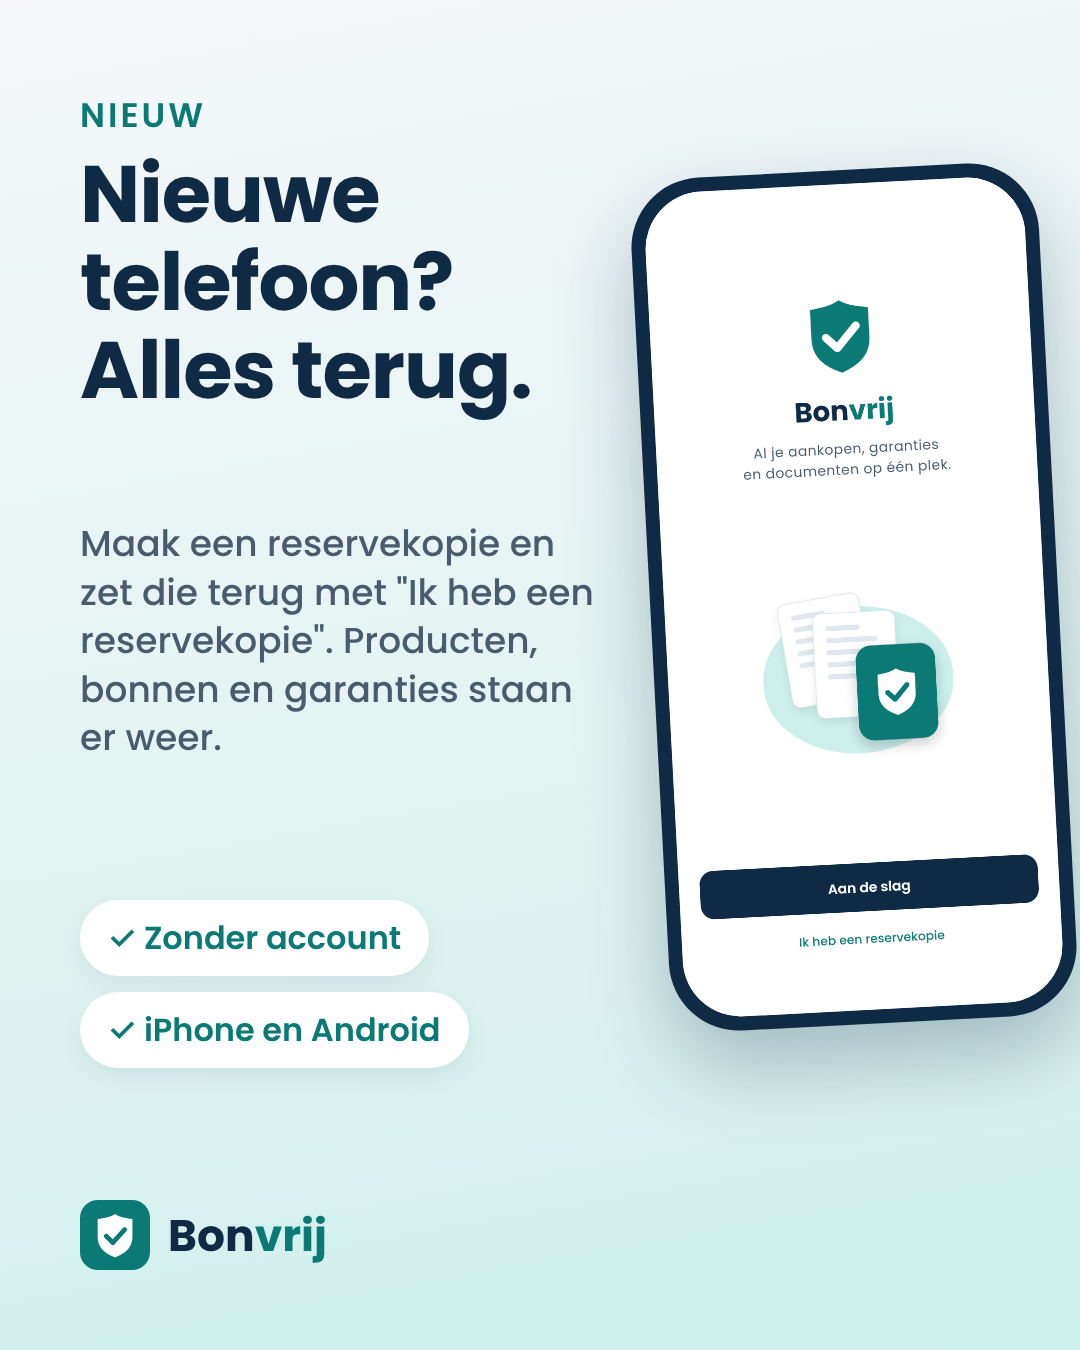 NIEUW
Nieuwe
telefoon?
Alles terug.
Maak een reservekopie en
zet die terug met "Ik heb een
reservekopie". Producten,
bonnen en garanties staan
er weer.
Zonder account
iPhone en Android
Bonvrij
Bonvrij
Al je aankopen, garanties
en documenten op één plek.
Aan de slag
Ik heb een reservekopie